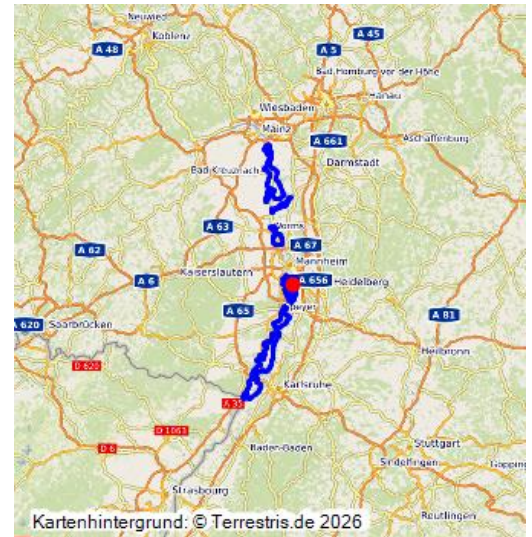 Neuwied
Koblenz
A 48
A 5
A 45
Bad Homburg vor der Höhe
Hanau
Wiesbaden
Mainz
Aschaffenburg
A 661
Darmstadt
Bad Kreuznach
A 63
Worms
A 67
A 62
Mannheim
Kaiserslautern
A 6
A 656
Heidelberg
A 65
peyer
A 81
A 620
Saarbrücken
Heilbronn
D 620
A 35
Karlsruhe
D 1063
D 6
Baden-Baden
Stuttgart
Sindelfingen
Göpping
Strasbourg
Reutlingen
Kartenhintergrund: © Terrestris.de 2026